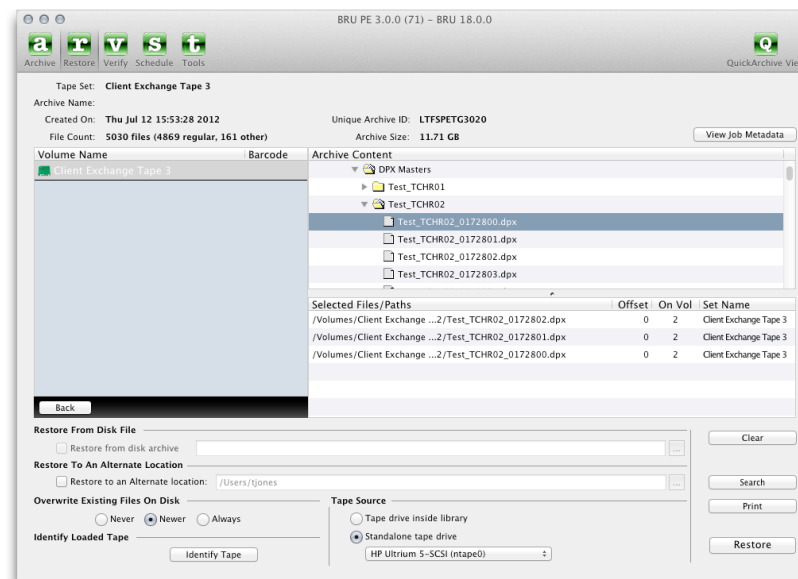 BRU PE 3.0.0 (71) - BRU 18.0.0
a r v s t Q
Archive Restore Verify Schedule Tools QuickArchive Vie
Tape Set: Client Exchange Tape 3
Archive Name:
Created On: Thu Jul 12 15:53:28 2012 Unique Archive ID: LTFSPETG3020
File Count: 5030 files (4869 regular, 161 other) Archive Size: 11.71 GB View Job Metadata
Volume Name Barcode Archive Content
Client Exchange Tape 3 DPX Masters
Test_TCHR01
Test_TCHR02
Test_TCHR02_0172800.dpx
Test_TCHR02_0172801.dpx
Test_TCHR02_0172802.dpx
Test_TCHR02_0172803.dpx
Selected Files/Paths Offset On Vol Set Name
/Volumes/Client Exchange ...2/Test_TCHR02_0172802.dpx 0 2 Client Exchange Tape 3
/Volumes/Client Exchange ...2/Test_TCHR02_0172801.dpx 0 2 Client Exchange Tape 3
/Volumes/Client Exchange ...2/Test_TCHR02_0172800.dpx 0 2 Client Exchange Tape 3
Back
Restore From Disk File
Clear
Restore from disk archive ...
Restore To An Alternate Location
Restore to an Alternate location: /Users/tjones ... Search
Overwrite Existing Files On Disk Tape Source
Print
Never Newer Always Tape drive inside library
Identify Loaded Tape Standalone tape drive
Identify Tape HP Ultrium 5-SCSI (ntape0) Restore